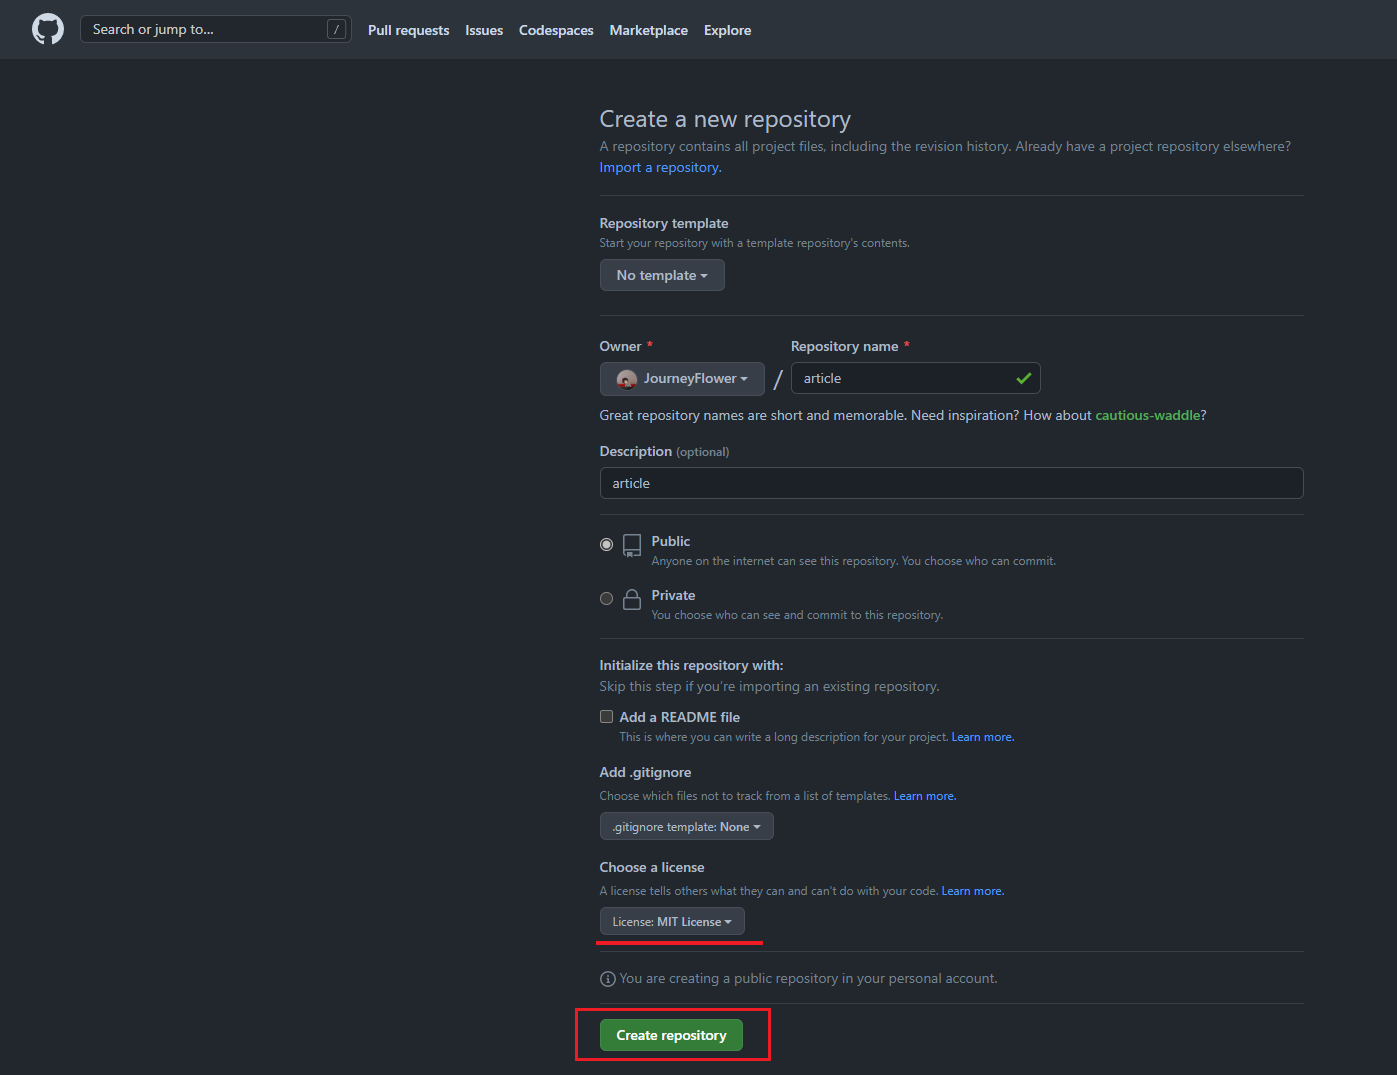 Search or jump to... / Pull requests Issues Codespaces Marketplace Explore
Create a new repository
A repository contains all project files, including the revision history. Already have a project repository elsewhere?
Import a repository.
Repository template
Start your repository with a template repository's contents.
No template
Owner * Repository name *
JourneyFlower / article
Great repository names are short and memorable. Need inspiration? How about cautious-waddle?
Description (optional)
article
Public
Anyone on the internet can see this repository. You choose who can commit.
Private
You choose who can see and commit to this repository.
Initialize this repository with:
Skip this step if you're importing an existing repository.
Add a README file
This is where you can write a long description for your project. Learn more.
Add .gitignore
Choose which files not to track from a list of templates. Learn more.
.gitignore template: None
Choose a license
A license tells others what they can and can't do with your code. Learn more.
License: MIT License
You are creating a public repository in your personal account.
Create repository